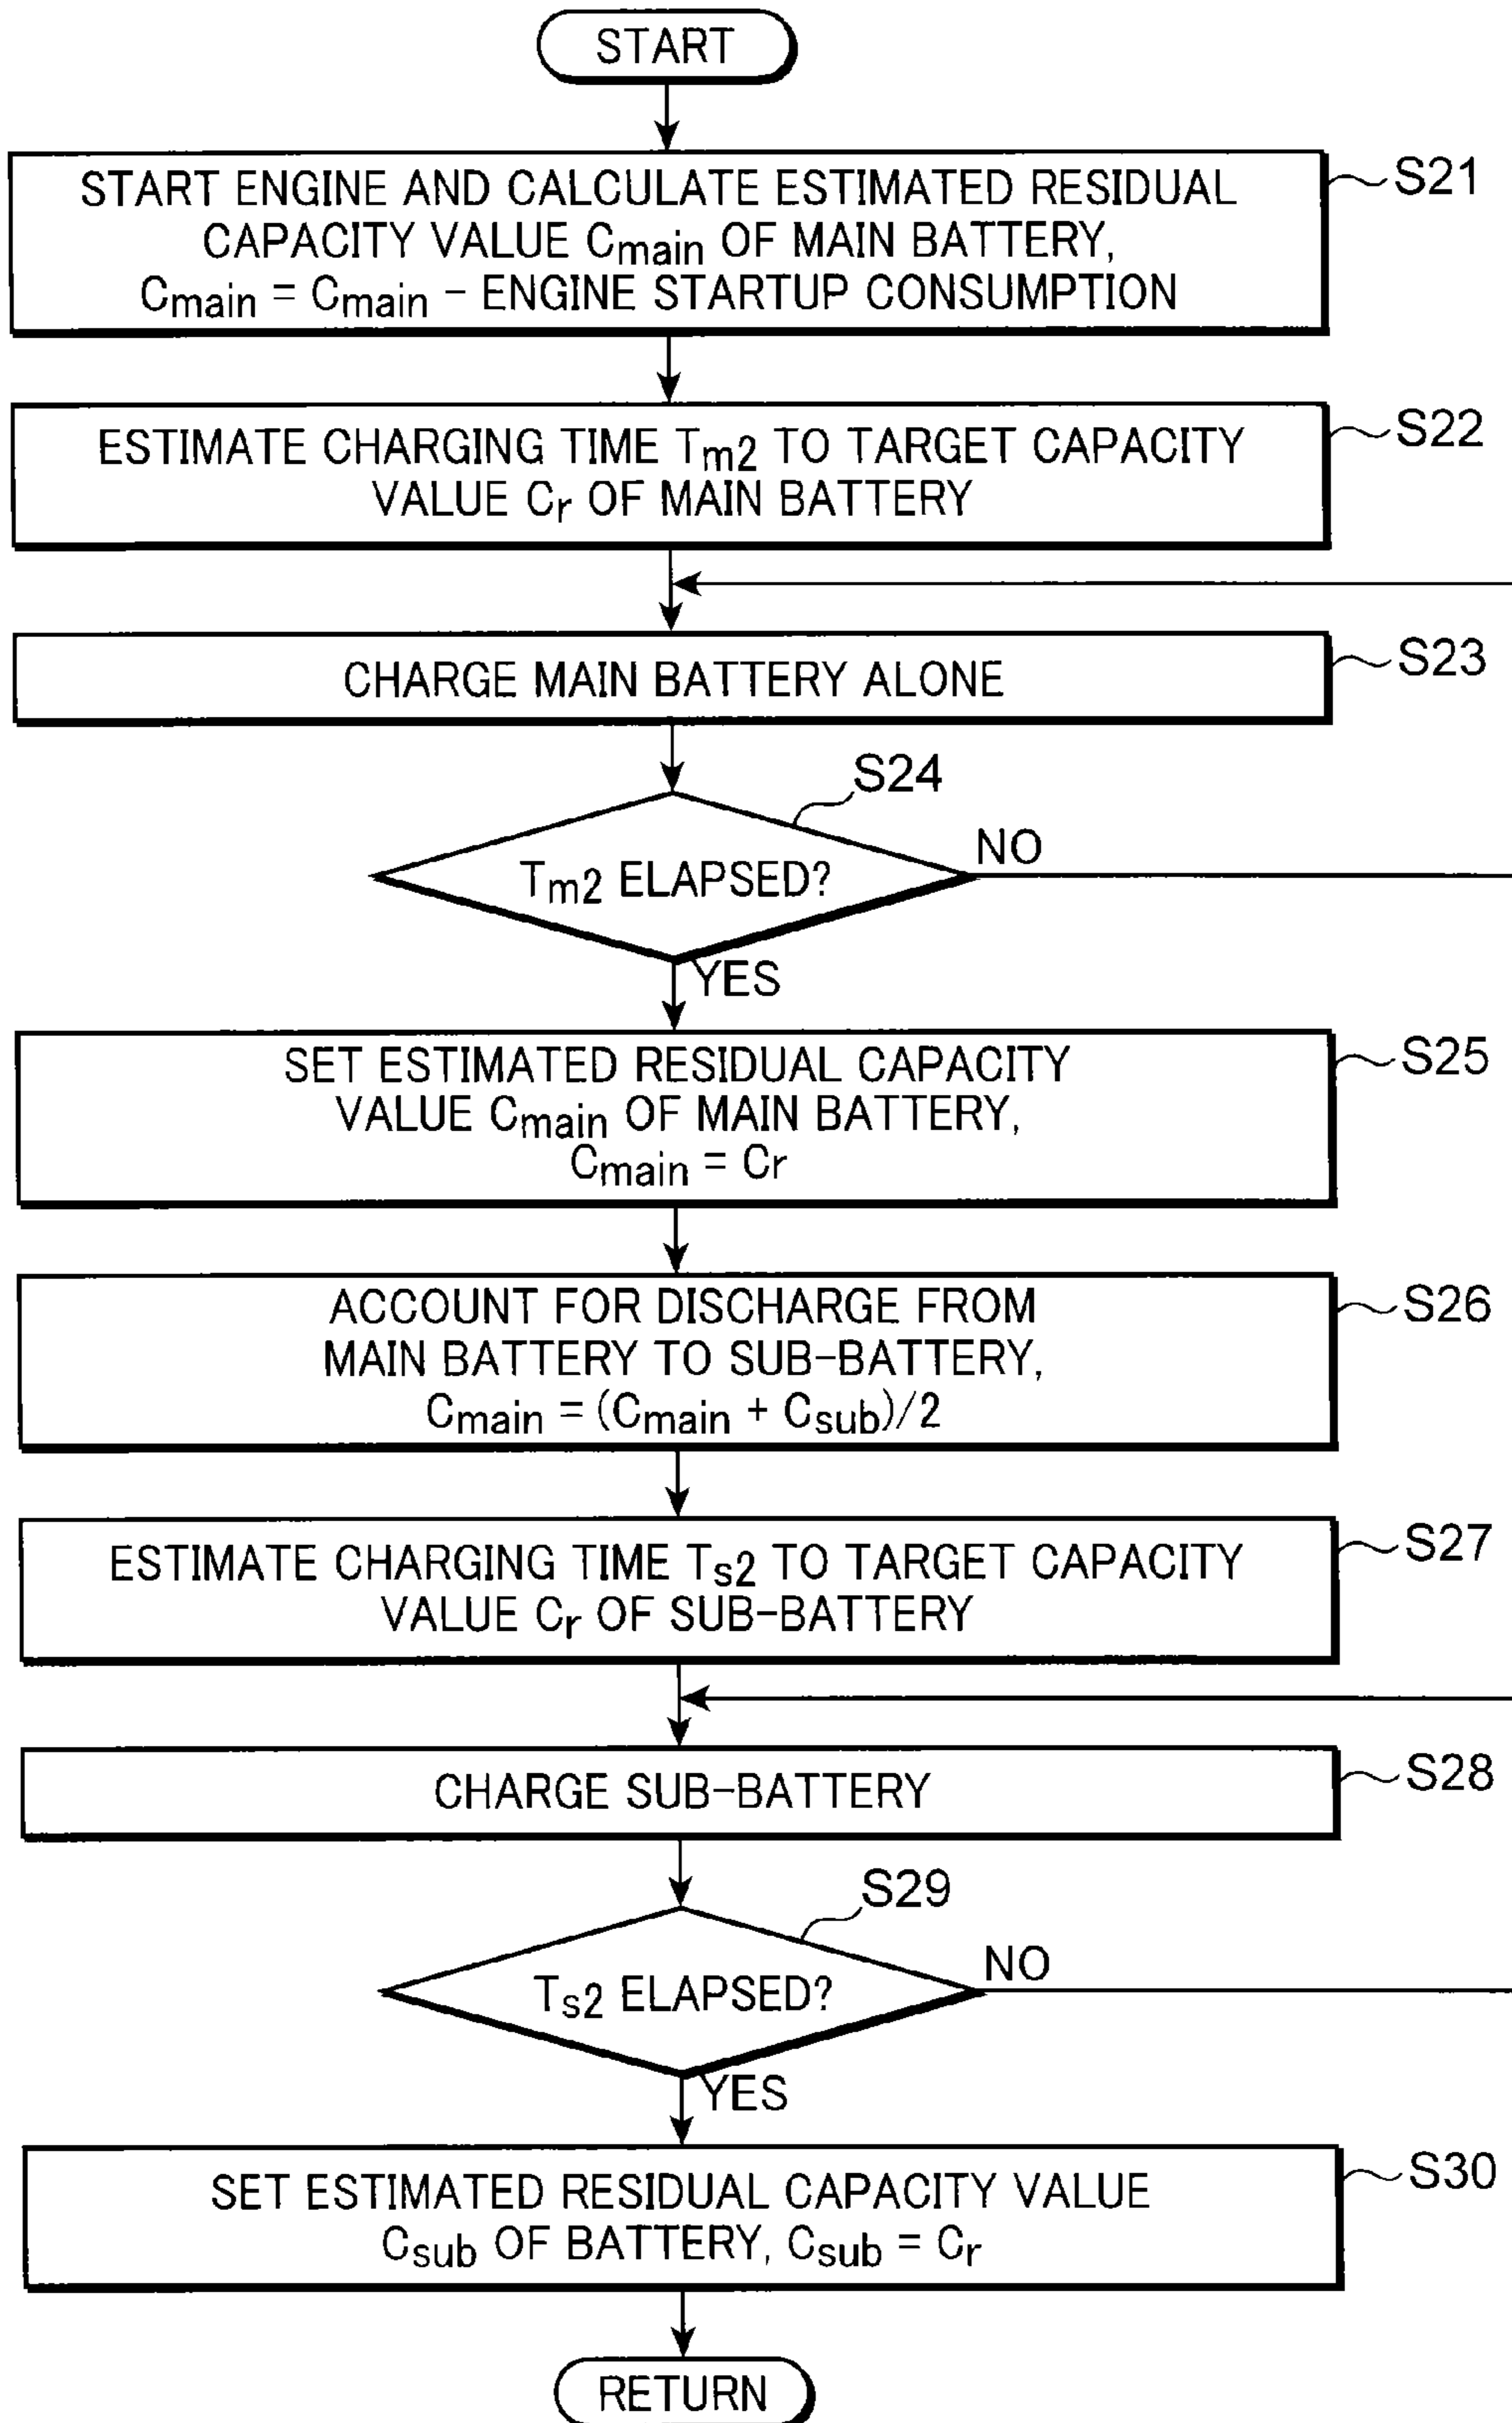 START
START ENGINE AND CALCULATE ESTIMATED RESIDUAL
CAPACITY VALUE Cmain OF MAIN BATTERY,
Cmain = Cmain - ENGINE STARTUP CONSUMPTION
S21
ESTIMATE CHARGING TIME Tm2 TO TARGET CAPACITY
VALUE Cr OF MAIN BATTERY
S22
CHARGE MAIN BATTERY ALONE
S23
S24
Tm2 ELAPSED?
NO
YES
SET ESTIMATED RESIDUAL CAPACITY
VALUE Cmain OF MAIN BATTERY,
Cmain = Cr
S25
ACCOUNT FOR DISCHARGE FROM
MAIN BATTERY TO SUB-BATTERY,
Cmain = (Cmain + Csub)/2
S26
ESTIMATE CHARGING TIME Ts2 TO TARGET CAPACITY
VALUE Cr OF SUB-BATTERY
S27
CHARGE SUB-BATTERY
S28
S29
Ts2 ELAPSED?
NO
YES
SET ESTIMATED RESIDUAL CAPACITY VALUE
Csub OF BATTERY, Csub = Cr
S30
RETURN